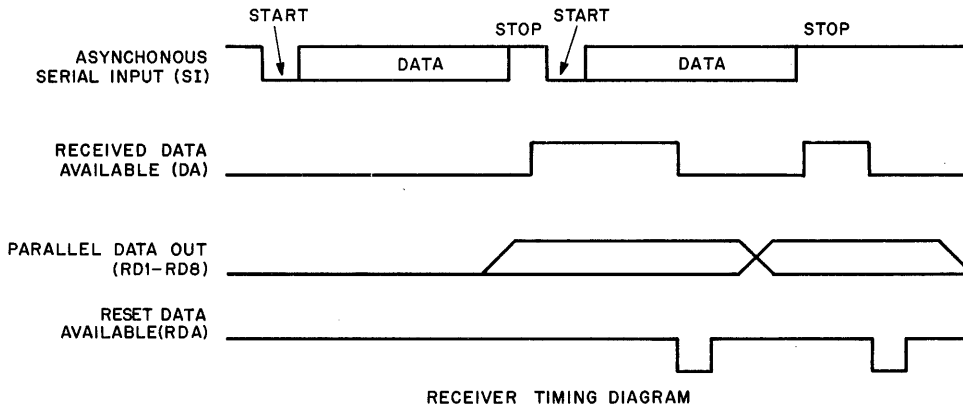 START
START
STOP
STOP
ASYNCHONOUS
SERIAL INPUT (SI)
DATA
DATA
RECEIVED DATA
AVAILABLE (DA)
PARALLEL DATA OUT
(RD1-RD8)
RESET DATA
AVAILABLE(RDA)
RECEIVER TIMING DIAGRAM